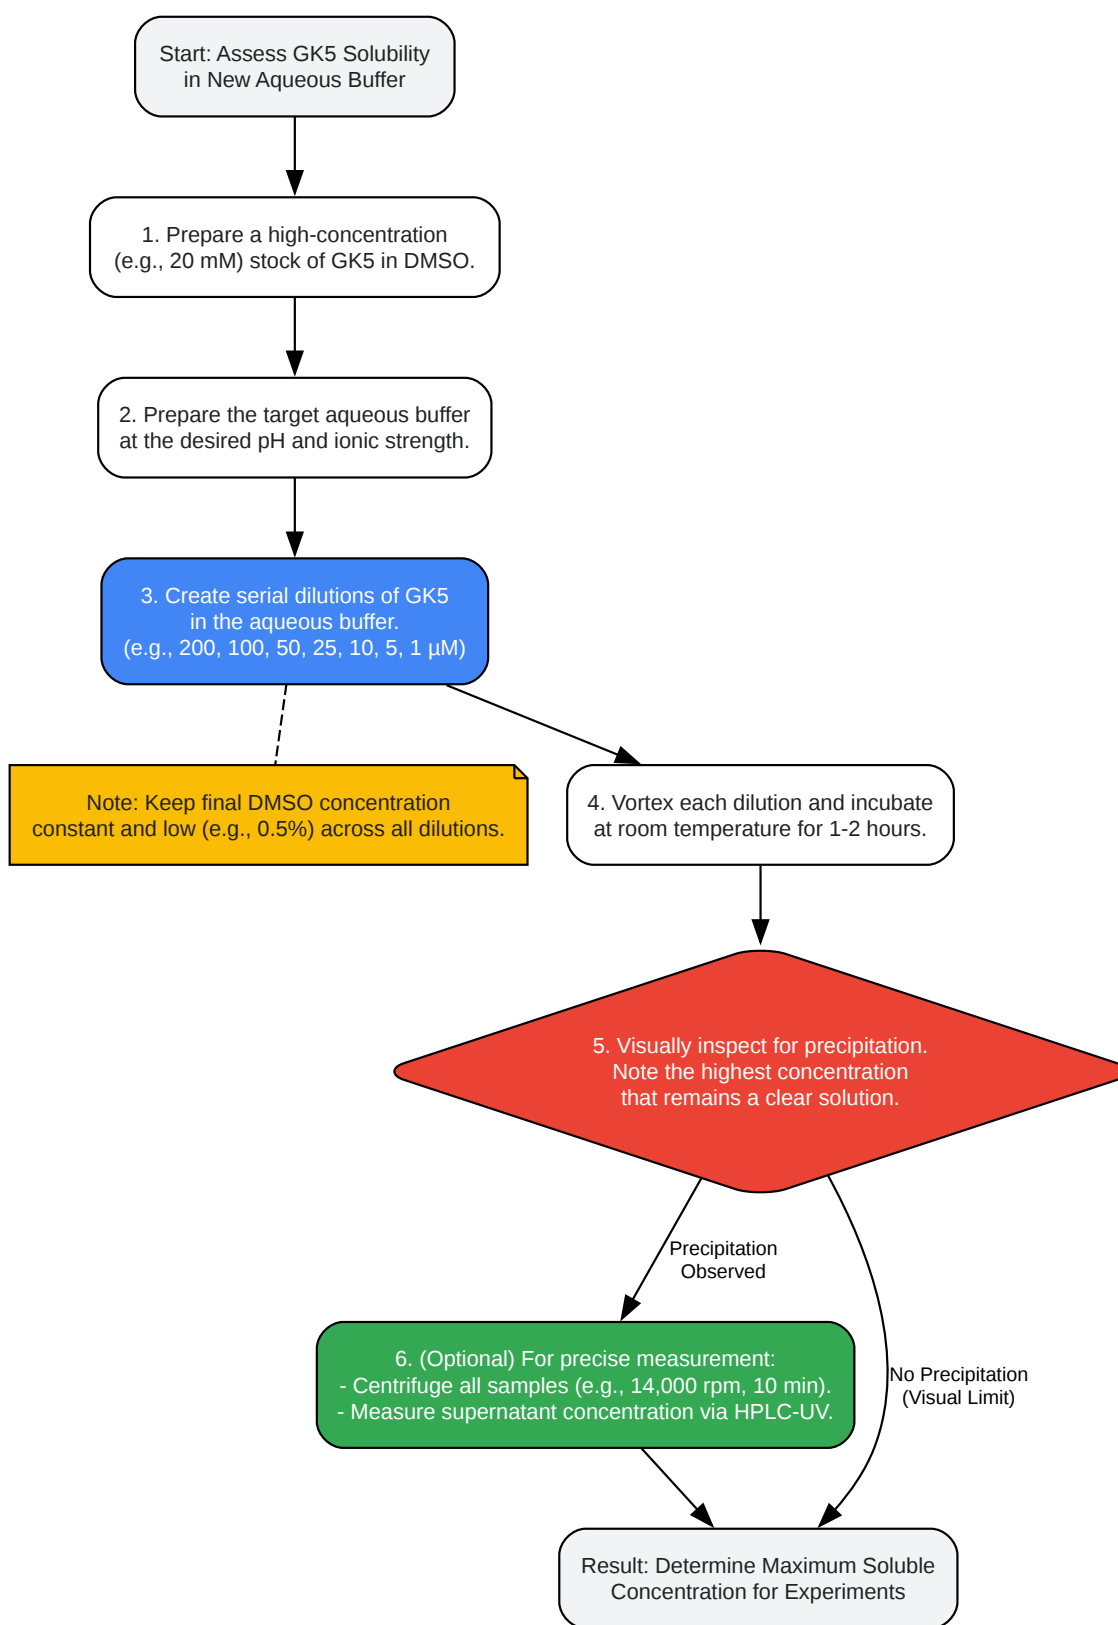 Start: Assess GK5 Solubility
in New Aqueous Buffer
1. Prepare a high-concentration
(e.g., 20 mM) stock of GK5 in DMSO.
2. Prepare the target aqueous buffer
at the desired pH and ionic strength.
3. Create serial dilutions of GK5
in the aqueous buffer.
(e.g., 200, 100, 50, 25, 10, 5, 1 µM)
Note: Keep final DMSO concentration
constant and low (e.g., 0.5%) across all dilutions.
4. Vortex each dilution and incubate
at room temperature for 1-2 hours.
5. Visually inspect for precipitation.
Note the highest concentration
that remains a clear solution.
Precipitation
Observed
6. (Optional) For precise measurement:
- Centrifuge all samples (e.g., 14,000 rpm, 10 min).
- Measure supernatant concentration via HPLC-UV.
No Precipitation
(Visual Limit)
Result: Determine Maximum Soluble
Concentration for Experiments